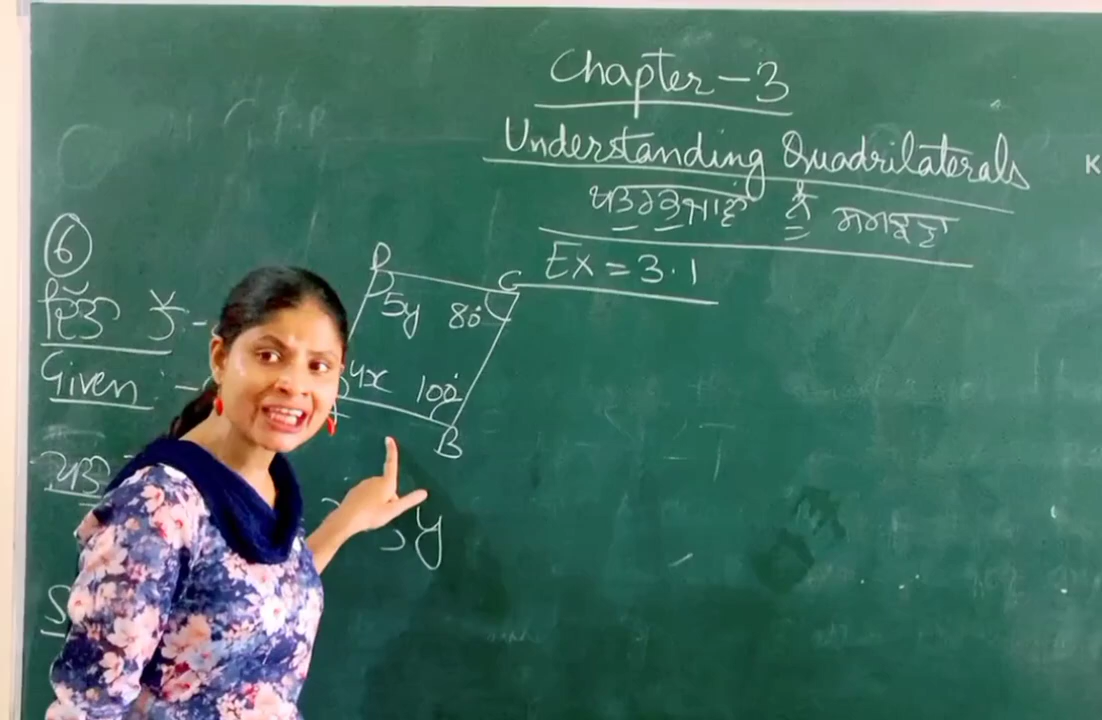 Chapter-3
Understanding Quadrilaterals
ਚਤੁਰਭੁਜਾਂ ਨੂੰ ਸਮਝਣਾ
Ex = 3.1
K
6
ਦਿੱਤਾ
Given :-
D
C
5y 80°
4x 100°
B
y
S